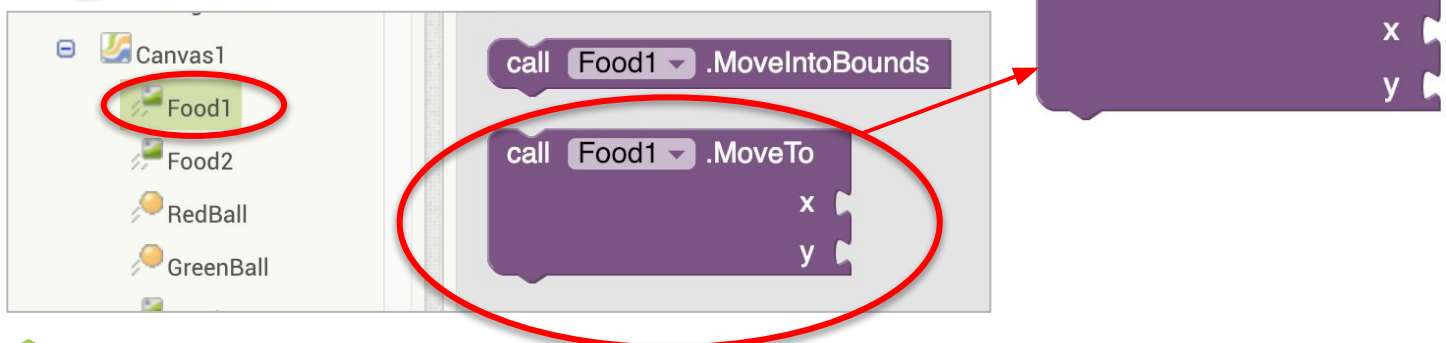 Canvas1
Food1
Food2
RedBall
GreenBall
call Food1 .MoveIntoBounds
call Food1 .MoveTo
x
y
x
y